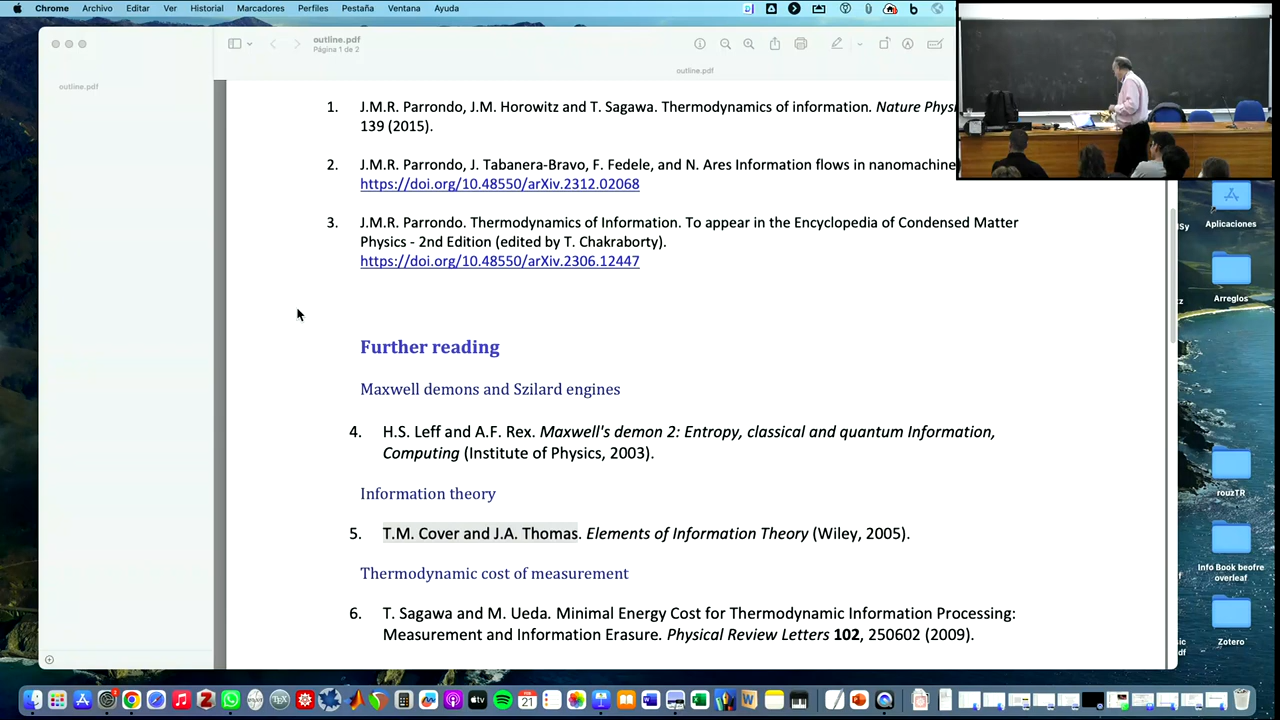 Chrome Archivo Editar Ver Historial Marcadores Perfiles Pestaña Ventana Ayuda
outline.pdf
Página 1 de 2
outline.pdf
outline.pdf
1. J.M.R. Parrondo, J.M. Horowitz and T. Sagawa. Thermodynamics of information. Nature Physi
139 (2015).
2. J.M.R. Parrondo, J. Tabanera-Bravo, F. Fedele, and N. Ares Information flows in nanomachine
https://doi.org/10.48550/arXiv.2312.02068
3. J.M.R. Parrondo. Thermodynamics of Information. To appear in the Encyclopedia of Condensed Matter
Physics - 2nd Edition (edited by T. Chakraborty).
https://doi.org/10.48550/arXiv.2306.12447
Further reading
Maxwell demons and Szilard engines
4. H.S. Leff and A.F. Rex. Maxwell's demon 2: Entropy, classical and quantum Information,
Computing (Institute of Physics, 2003).
Information theory
5. T.M. Cover and J.A. Thomas. Elements of Information Theory (Wiley, 2005).
Thermodynamic cost of measurement
6. T. Sagawa and M. Ueda. Minimal Energy Cost for Thermodynamic Information Processing:
Measurement and Information Erasure. Physical Review Letters 102, 250602 (2009).
Aplicaciones
Arreglos
rouzTR
Info Book beofre
overleaf
Zotero